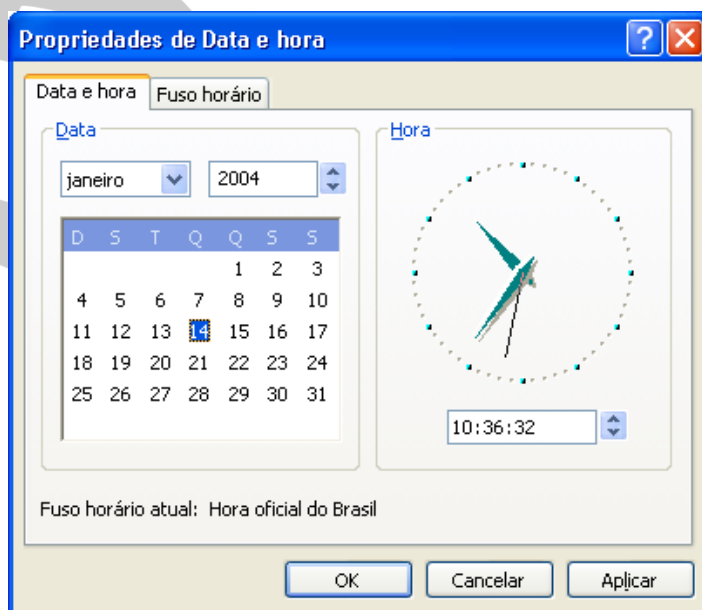 Propriedades de Data e hora
Data e hora
Fuso horário
Data
Hora
janeiro
2004
D S T Q Q S S
1 2 3
4 5 6 7 8 9 10
11 12 13 14 15 16 17
18 19 20 21 22 23 24
25 26 27 28 29 30 31
10:36:32
Fuso horário atual: Hora oficial do Brasil
OK
Cancelar
Aplicar